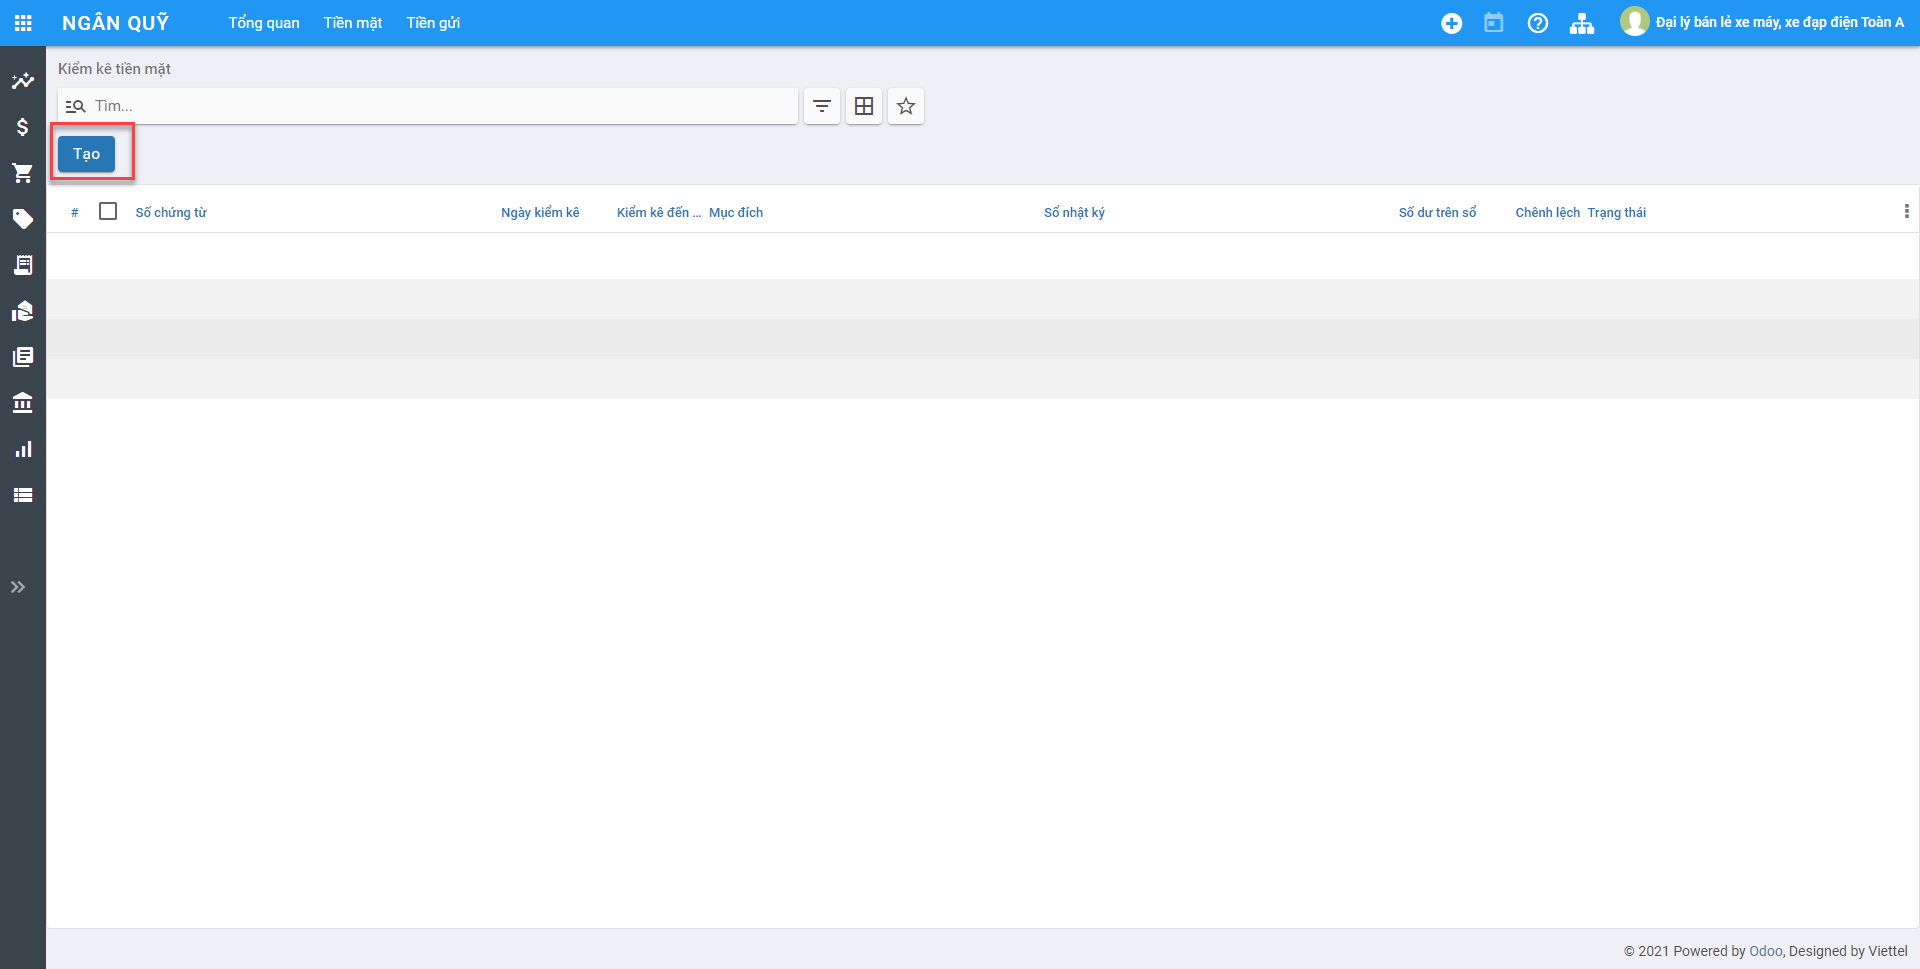 NGÂN QUỸ Tổng quan Tiền mặt Tiền gửi Đại lý bán lẻ xe máy, xe đạp điện Toàn A
Kiểm kê tiền mặt
Tìm...
Tạo
# Số chứng từ Ngày kiểm kê Kiểm kê đến ... Mục đích Sổ nhật ký Số dư trên sổ Chênh lệch Trạng thái
© 2021 Powered by Odoo, Designed by Viettel